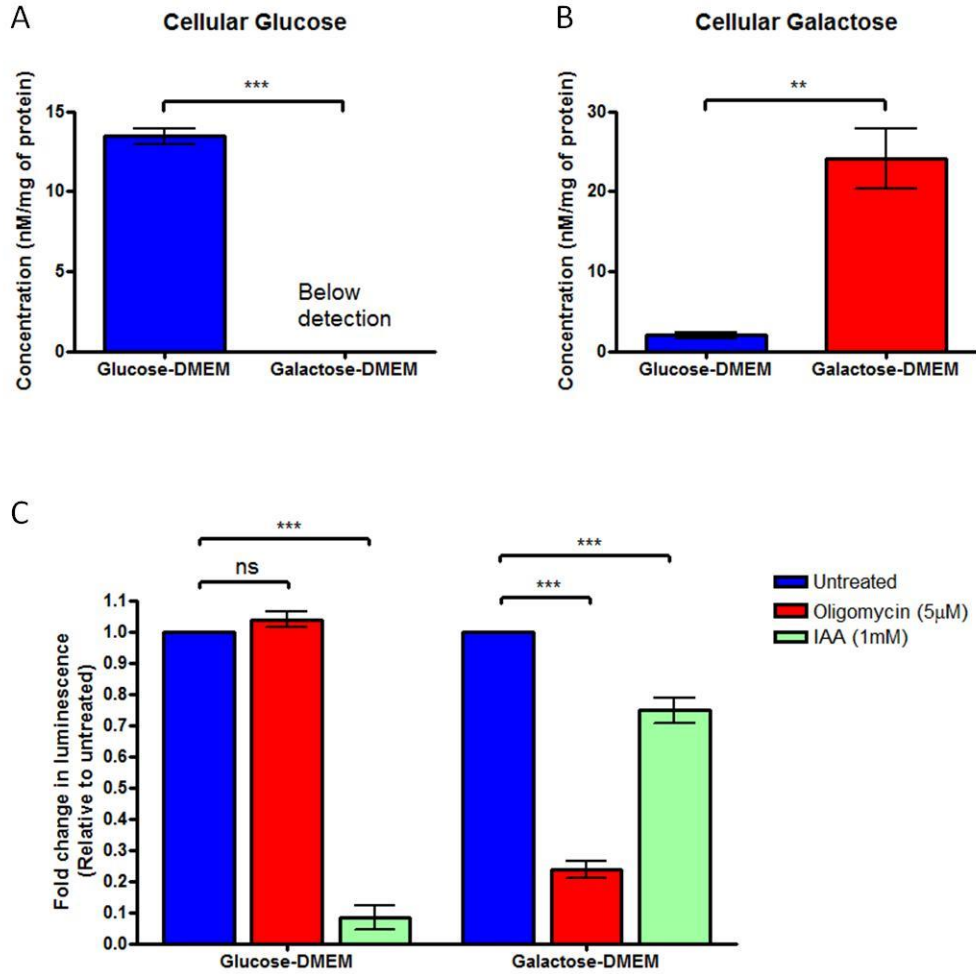 A
Cellular Glucose
***
Concentration (nM/mg of protein)
15
10
5
0
Below
detection
Glucose-DMEM
Galactose-DMEM
B
Cellular Galactose
**
Concentration (nM/mg of protein)
30
20
10
0
Glucose-DMEM
Galactose-DMEM
C
***
ns
***
***
Fold change in luminescence
(Relative to untreated)
1.1
1.0
0.9
0.8
0.7
0.6
0.5
0.4
0.3
0.2
0.1
0.0
Glucose-DMEM
Galactose-DMEM
Untreated
Oligomycin (5μM)
IAA (1mM)